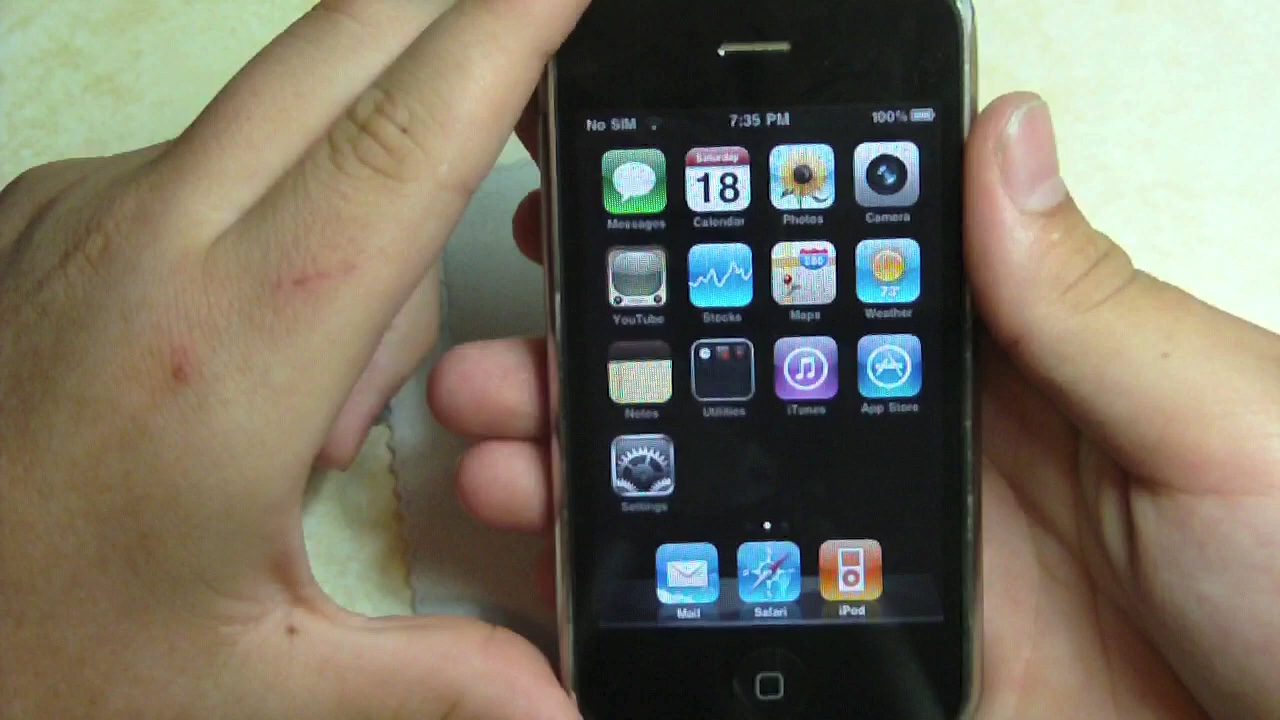 No SIM 7:35 PM 100%
Saturday
18
Messages Calendar Photos Camera
280
73°
YouTube Stocks Maps Weather
Notes Utilities iTunes App Store
Settings
Mail Safari iPod